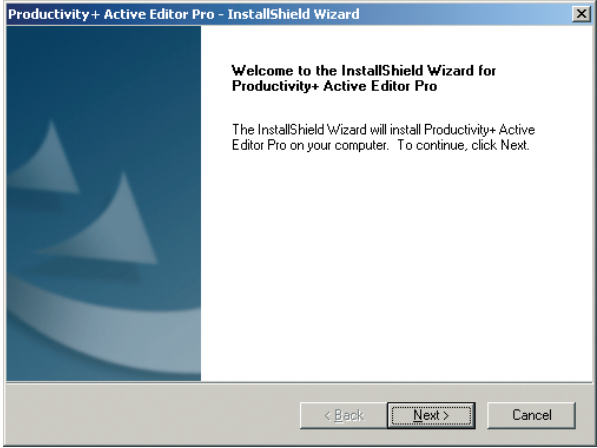 Productivity+ Active Editor Pro - InstallShield Wizard
Welcome to the InstallShield Wizard for
Productivity+ Active Editor Pro
The InstallShield Wizard will install Productivity+ Active
Editor Pro on your computer. To continue, click Next.
< Back Next > Cancel